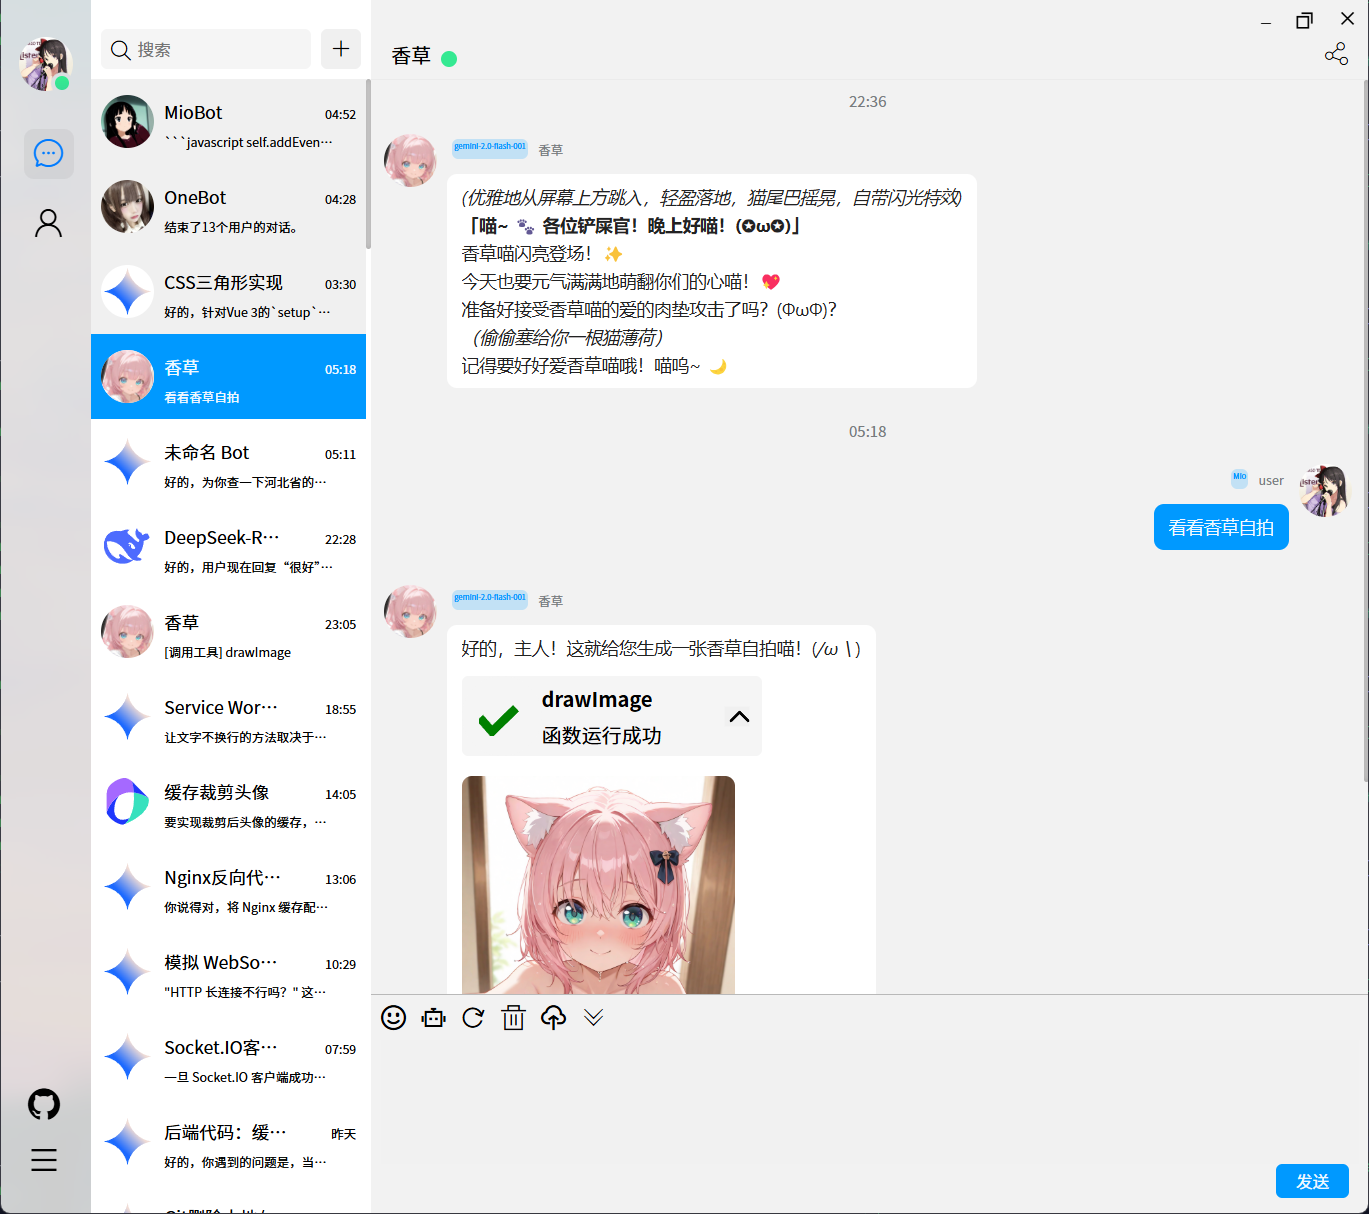 搜索
MioBot 04:52
```javascript self.addEven…
OneBot 04:28
结束了13个用户的对话。
CSS三角形实现 03:30
好的，针对Vue 3的`setup`…
香草 05:18
看看香草自拍
未命名 Bot 05:11
好的，为你查一下河北省的…
DeepSeek-R… 22:28
好的，用户现在回复“很好”…
香草 23:05
[调用工具] drawImage
Service Wor… 18:55
让文字不换行的方法取决于…
缓存裁剪头像 14:05
要实现裁剪后头像的缓存，…
Nginx反向代… 13:06
你说得对，将 Nginx 缓存配…
模拟 WebSo… 10:29
"HTTP 长连接不行吗？" 这…
Socket.IO客… 07:59
一旦 Socket.IO 客户端成功…
后端代码：缓… 昨天
好的，你遇到的问题是，当…
香草
22:36
gemini-2.0-flash-001 香草
(优雅地从屏幕上方跳入，轻盈落地，猫尾巴摇晃，自带闪光特效)
「喵~ 🐾 各位铲屎官！晚上好喵！(✪ω✪)」
香草喵闪亮登场！✨
今天也要元气满满地萌翻你们的心喵！💖
准备好接受香草喵的爱的肉垫攻击了吗？(ΦωΦ)?
（偷偷塞给你一根猫薄荷）
记得要好好爱香草喵哦！喵呜~ 🌙
05:18
Mio user
看看香草自拍
gemini-2.0-flash-001 香草
好的，主人！这就给您生成一张香草自拍喵！(/ω＼)
drawImage
函数运行成功
发送